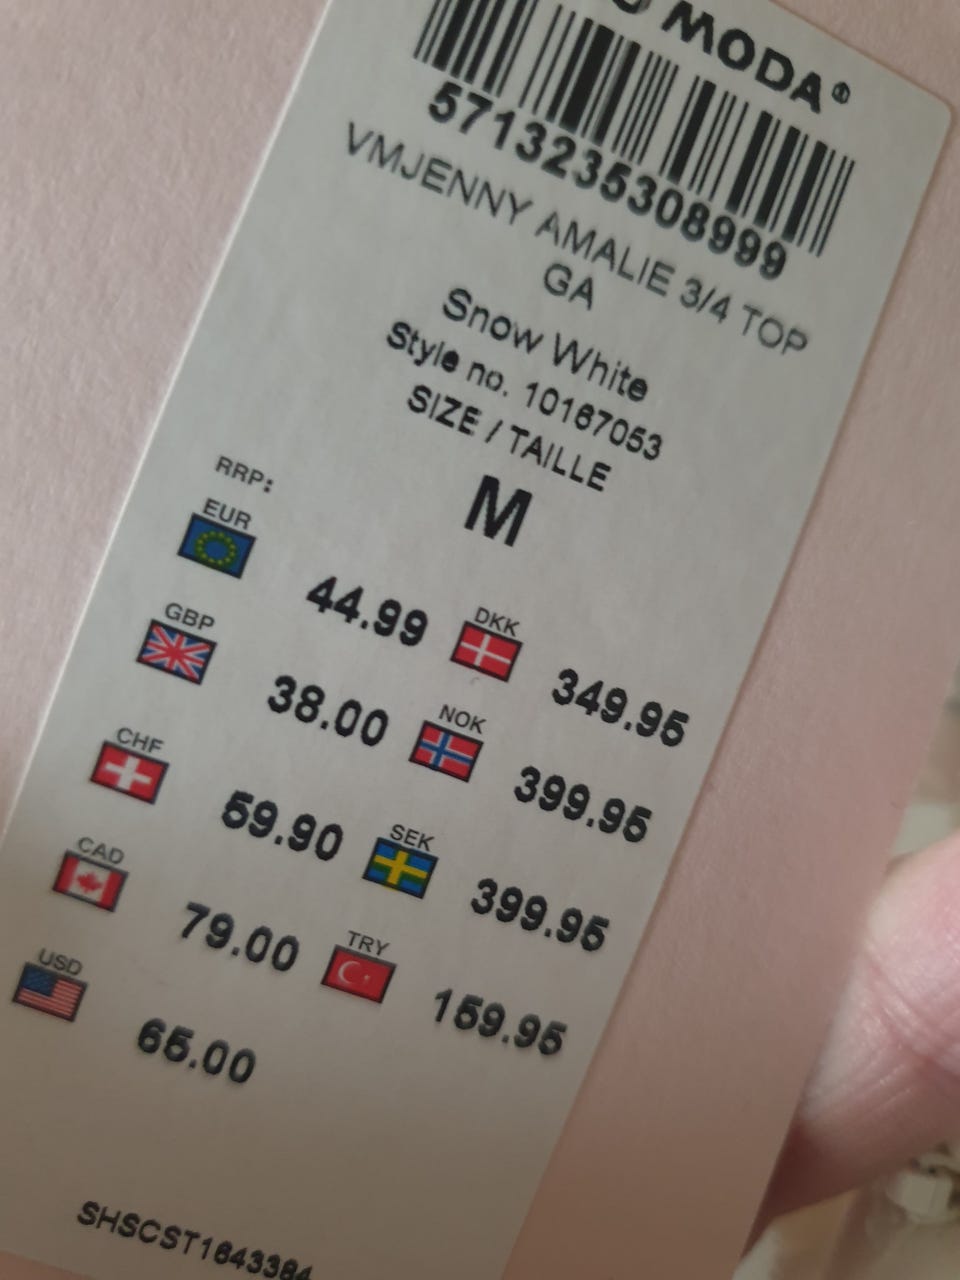 MODA®
5713235308999
VMJENNY AMALIE 3/4 TOP
GA
Snow White
Style no. 10167053
SIZE / TAILLE
M
RRP:
EUR 44.99 DKK 349.95
GBP 38.00 NOK 399.95
CHF 59.90 SEK 399.95
CAD 79.00 TRY 159.95
USD 65.00
SHSCST1643384